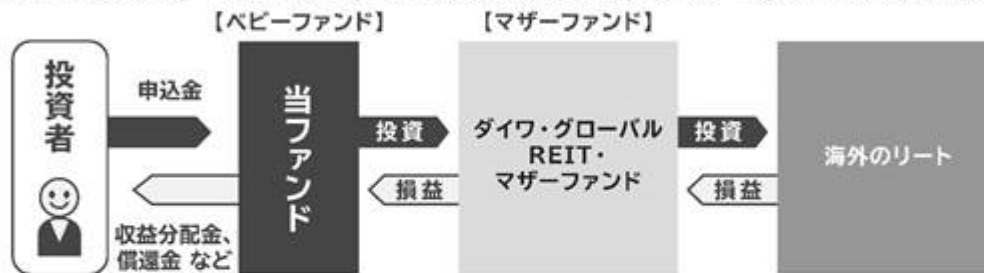 【ベビーファンド】
【マザーファンド】
投資者
申込金
収益分配金、
償還金 など
当ファンド
投資
損益
ダイワ・グローバル
REIT・
マザーファンド
投資
損益
海外のリート